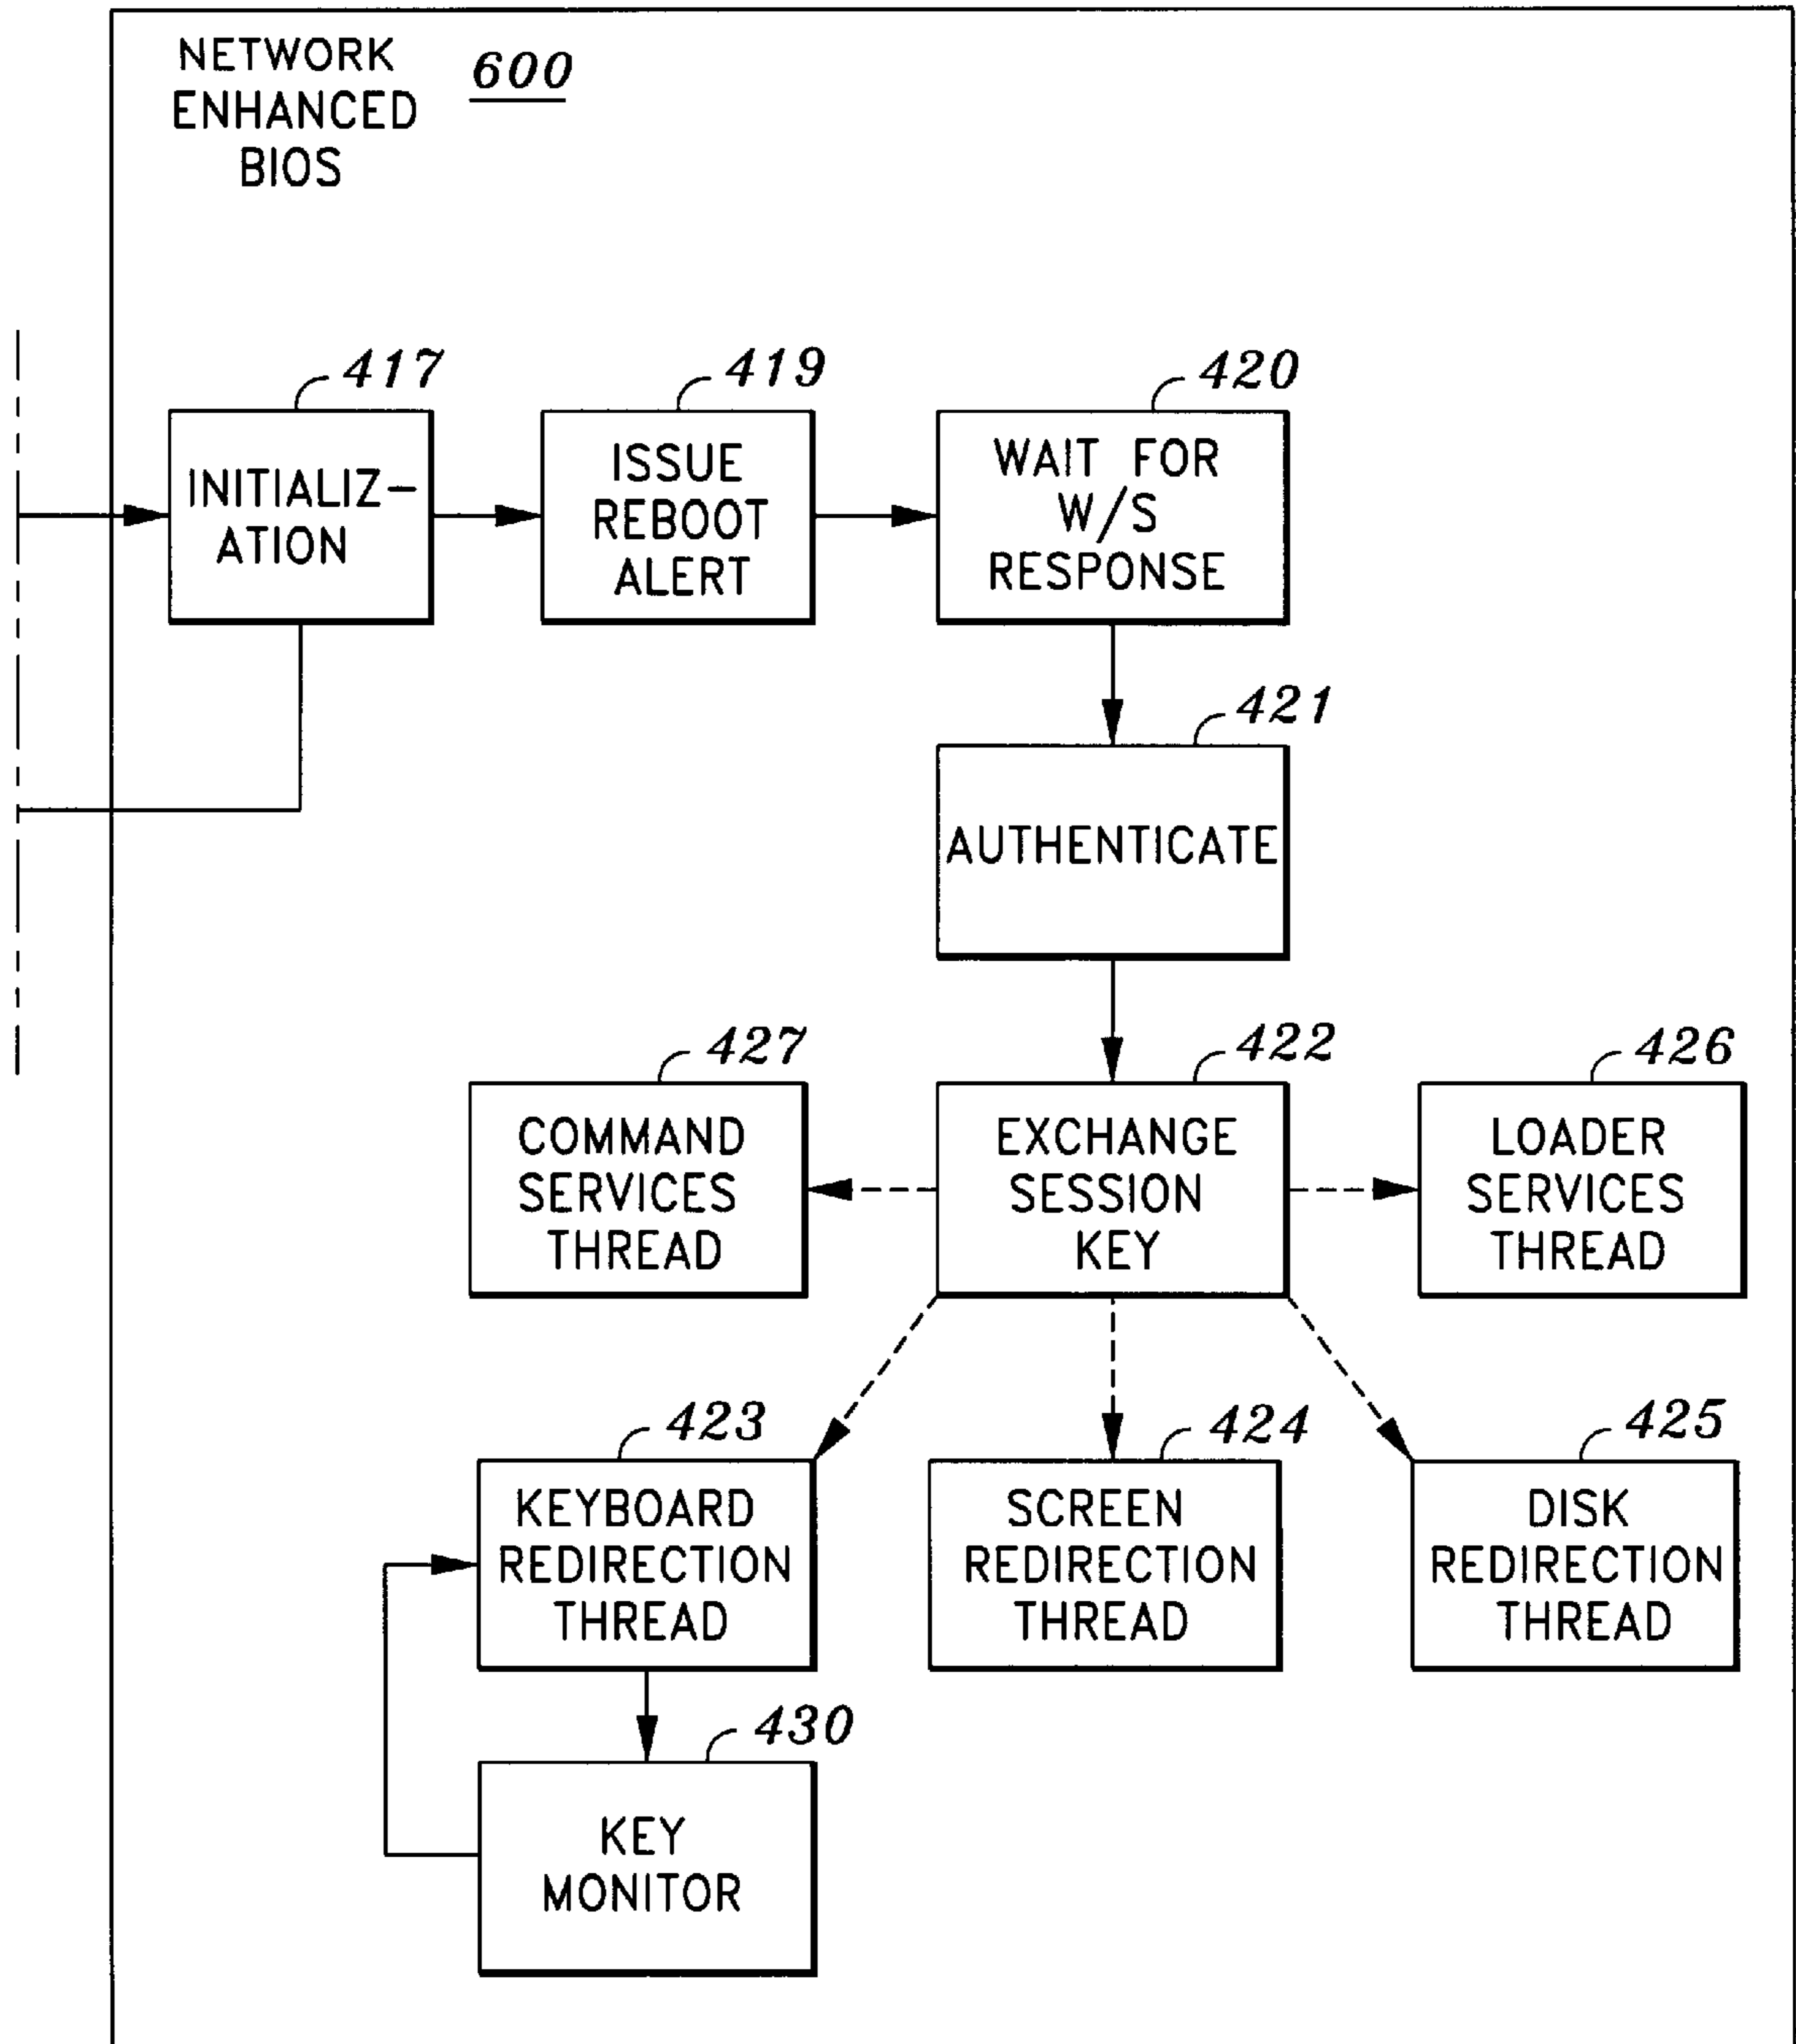 NETWORK
ENHANCED
BIOS
600
417
INITIALIZ-
ATION
419
ISSUE
REBOOT
ALERT
420
WAIT FOR
W/S
RESPONSE
421
AUTHENTICATE
427
COMMAND
SERVICES
THREAD
422
EXCHANGE
SESSION
KEY
426
LOADER
SERVICES
THREAD
423
KEYBOARD
REDIRECTION
THREAD
424
SCREEN
REDIRECTION
THREAD
425
DISK
REDIRECTION
THREAD
430
KEY
MONITOR